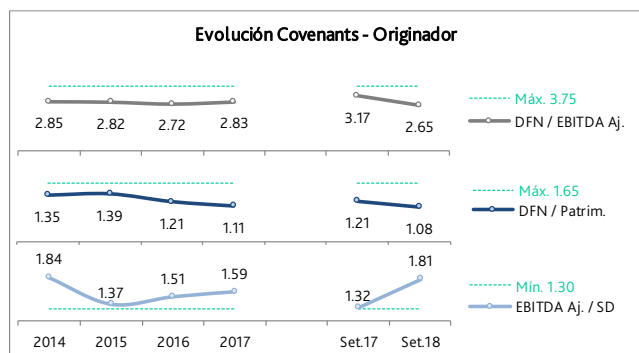 Evolución Covenants - Originador
Máx. 3.75
2.85 2.82 2.72 2.83 3.17 2.65
DFN / EBITDA Aj.
Máx. 1.65
1.35 1.39 1.21 1.11 1.21 1.08
DFN / Patrim.
1.84 1.37 1.51 1.59 1.32 1.81
Mín. 1.30
EBITDA Aj. / SD
2014 2015 2016 2017 Set.17 Set.18